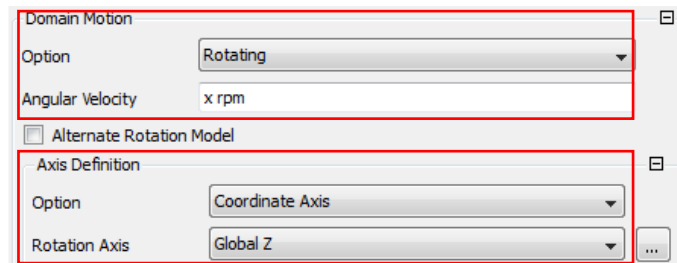 Domain Motion
Option Rotating
Angular Velocity x rpm
Alternate Rotation Model
Axis Definition
Option Coordinate Axis
Rotation Axis Global Z ...